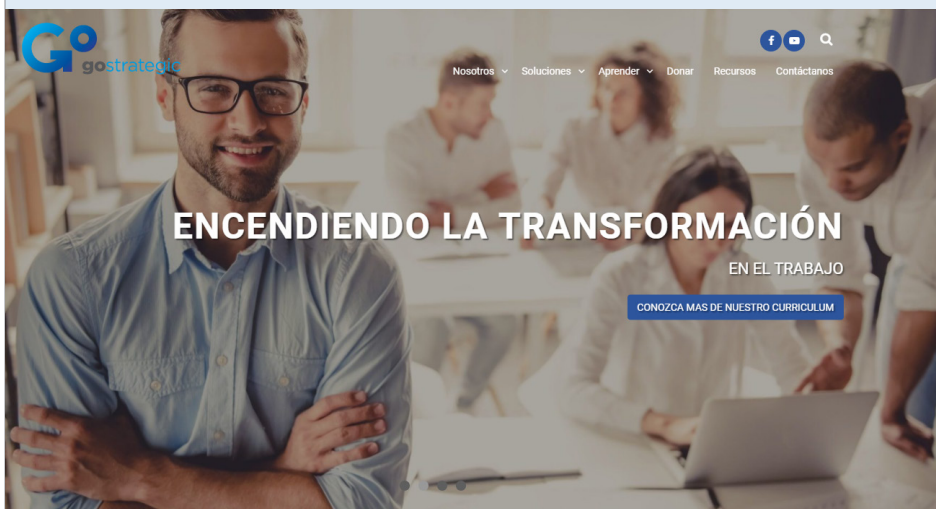 Go
gostrategic
Nosotros Soluciones Aprender Donar Recursos Contáctanos
ENCENDIENDO LA TRANSFORMACIÓN
EN EL TRABAJO
CONOZCA MAS DE NUESTRO CURRICULUM